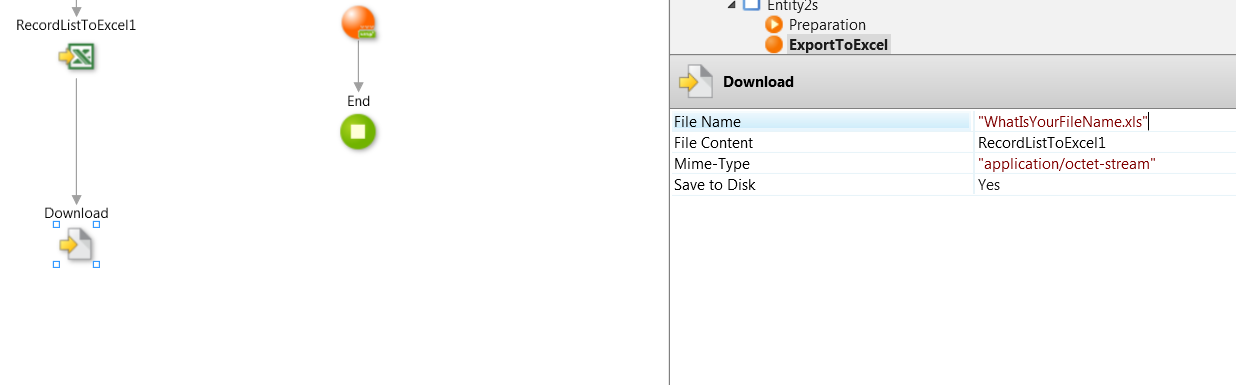 RecordListToExcel1
End
Download
Entity2s
Preparation
ExportToExcel
Download
File Name "WhatIsYourFileName.xls"
File Content RecordListToExcel1
Mime-Type "application/octet-stream"
Save to Disk Yes